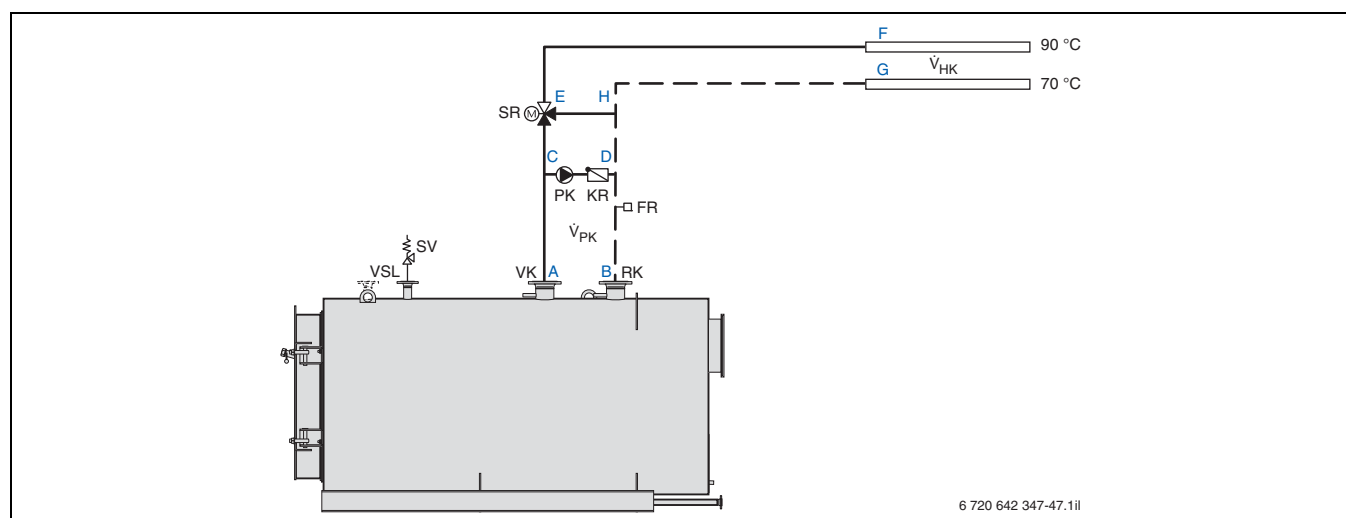 F
90 °C
V̇HK
G
70 °C
E
H
SR
M
C
D
PK
KR
FR
V̇PK
SV
VSL
VK
A
B
RK
6 720 642 347-47.1il